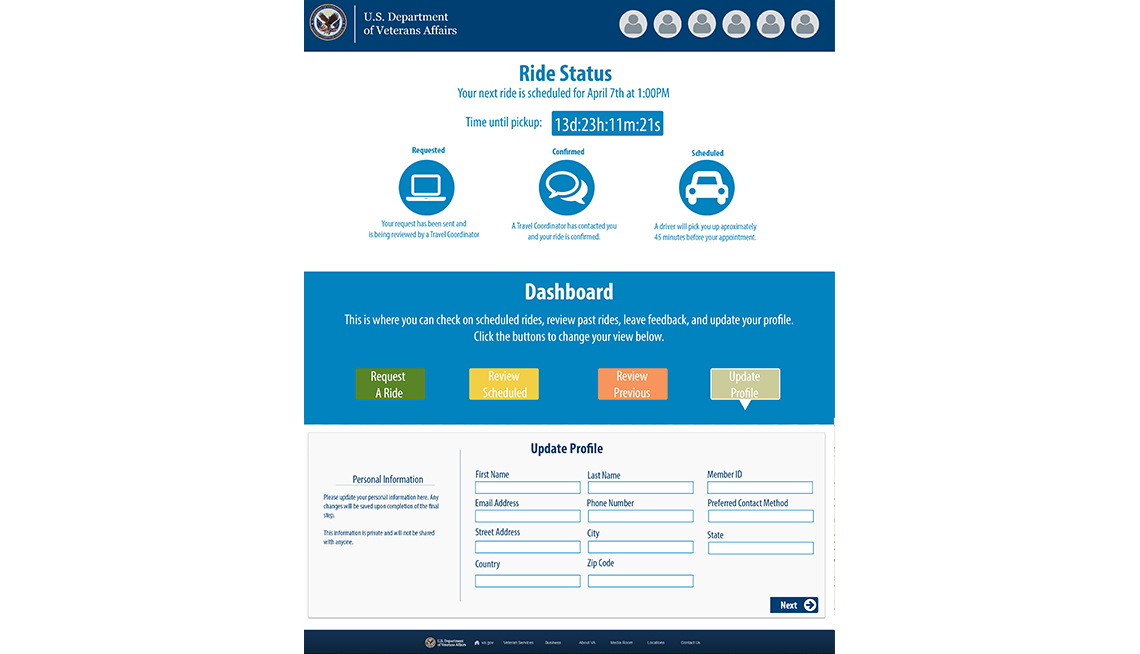 U.S. Department
of Veterans Affairs
Ride Status
Your next ride is scheduled for April 7th at 1:00PM
Time until pickup: 13d:23h:11m:21s
Requested
Confirmed
Scheduled
Your request has been sent and
is being reviewed by a Travel Coordinator
A Travel Coordinator has contacted you
and your ride is confirmed.
A driver will pick you up aproximately
45 minutes before your appointment.
Dashboard
This is where you can check on scheduled rides, review past rides, leave feedback, and update your profile.
Click the buttons to change your view below.
Request
A Ride
Review
Scheduled
Review
Previous
Update
Profile
Update Profile
Personal Information
Please update your personal information here. Any
changes will be saved upon completion of the final
step.
This information is private and will not be shared
with anyone.
First Name
Last Name
Member ID
Email Address
Phone Number
Preferred Contact Method
Street Address
City
State
Country
Zip Code
Next
U.S. Department
of Veterans Affairs
VA.gov
Veteran Services
Business
About VA
Media Room
Locations
Contact Us